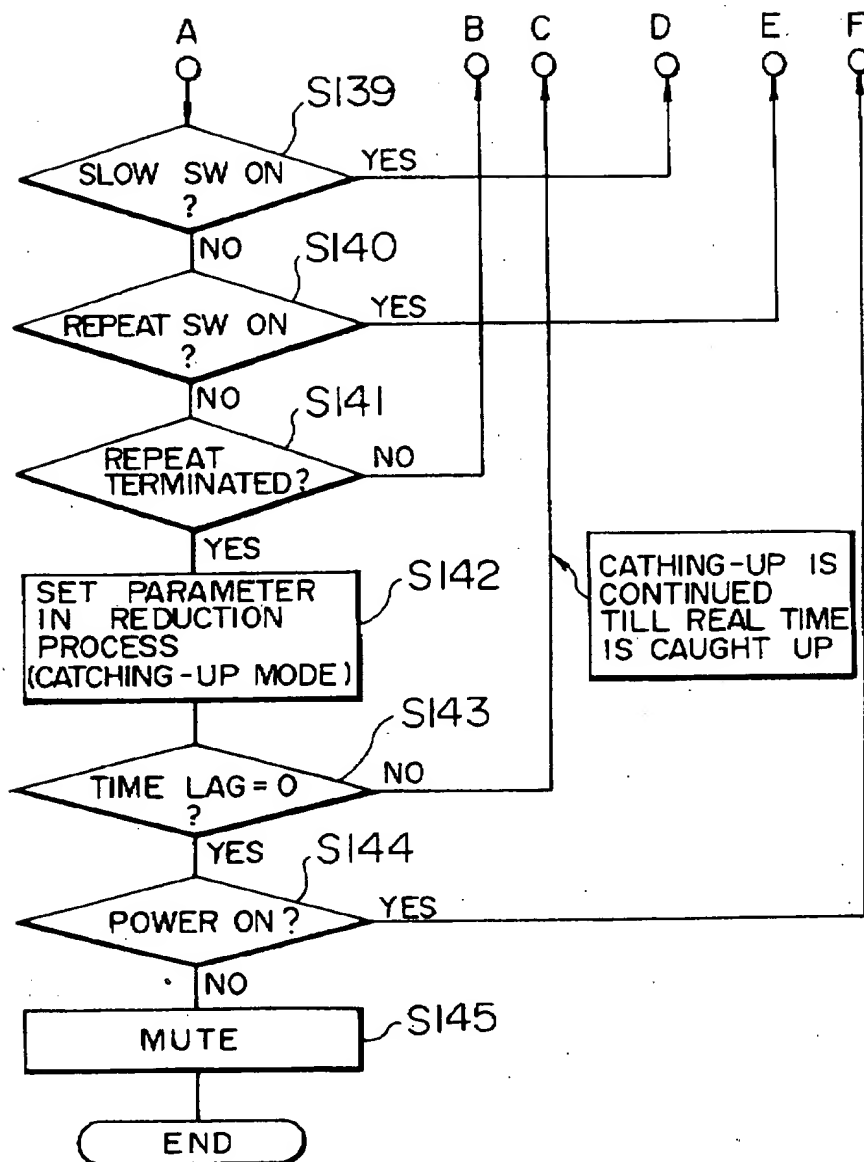 A
B
C
D
E
F
S139
SLOW SW ON
?
YES
NO
S140
REPEAT SW ON
?
YES
NO
S141
REPEAT
TERMINATED?
NO
YES
S142
SET PARAMETER
IN REDUCTION
PROCESS
(CATCHING-UP MODE)
CATHING-UP IS
CONTINUED
TILL REAL TIME
IS CAUGHT UP
S143
TIME LAG=0
?
NO
YES
S144
POWER ON?
YES
NO
S145
MUTE
END